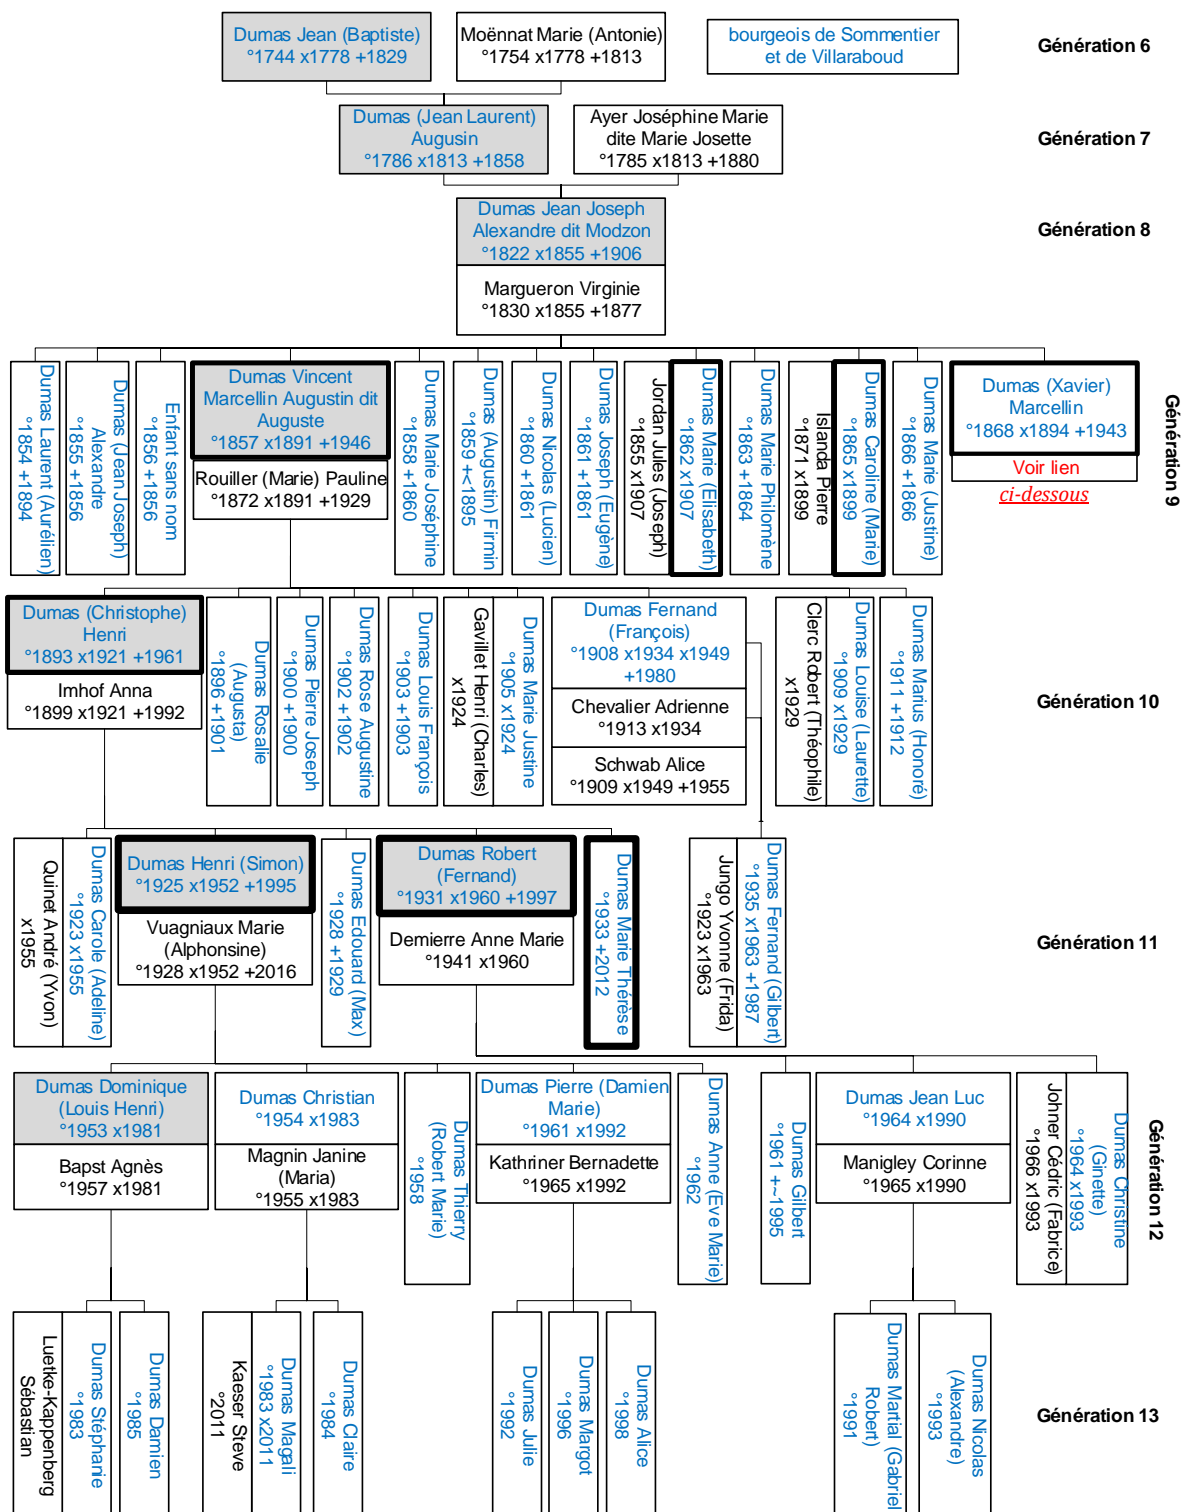 Dumas Jean (Baptiste)
°1744 x1778 +1829
Moënnat Marie (Antonie)
°1754 x1778 +1813
bourgeois de Sommentier
et de Villaraboud
Génération 6
Dumas (Jean Laurent)
Augusin
°1786 x1813 +1858
Ayer Joséphine Marie
dite Marie Josette
°1785 x1813 +1880
Génération 7
Dumas Jean Joseph
Alexandre dit Modzon
°1822 x1855 +1906
Margueron Virginie
°1830 x1855 +1877
Génération 8
Dumas Laurent (Aurélien)
°1854 +1894
Dumas (Jean Joseph)
Alexandre
°1855 +1856
Enfant sans nom
°1856 +1856
Dumas Vincent
Marcellin Augustin dit
Auguste
°1857 x1891 +1946
Rouiller (Marie) Pauline
°1872 x1891 +1929
Dumas Marie Joséphine
°1858 +1860
Dumas (Augustin) Firmin
°1859 +<1895
Dumas Nicolas (Lucien)
°1860 +1861
Dumas Joseph (Eugène)
°1861 +1862
Jordan Jules (Joseph)
°1855 x1907
Dumas Marie (Elisabeth)
°1862 x1907
Dumas Marie Philomène
°1863 +1864
Islanda Pierre
°1871 x1899
Dumas Caroline (Marie)
°1865 x1899
Dumas Marie (Justine)
°1866 +1866
Dumas (Xavier)
Marcellin
°1868 x1894 +1943
Voir lien
ci-dessous
Génération 9
Dumas (Christophe)
Henri
°1893 x1921 +1961
Imhof Anna
°1899 x1921 +1992
Dumas Rosalie
(Augusta)
°1896 +1901
Dumas Pierre Joseph
°1900 +1900
Dumas Rose Augustine
°1902 +1902
Dumas Louis François
°1903 +1903
Gavillet Henri (Charles)
x1924
Dumas Marie Justine
°1905 x1924
Dumas Fernand
(François)
°1908 x1934 x1949
+1980
Chevalier Adrienne
°1913 x1934
Schwab Alice
°1909 x1949 +1955
Clerc Robert (Théophile)
x1929
Dumas Louise (Laurette)
°1909 x1929
Dumas Marius (Honoré)
°1911 +1912
Génération 10
Quinet André (Yvon)
x1955
Dumas Carole (Adeline)
°1923 x1955
Dumas Henri (Simon)
°1925 x1952 +1995
Vuagniaux Marie
(Alphonsine)
°1928 x1952 +2016
Dumas Edouard (Max)
°1928 +1929
Dumas Robert
(Fernand)
°1931 x1960 +1997
Demierre Anne Marie
°1941 x1960
Dumas Marie Thérèse
°1933 +2012
Jungo Yvonne (Frida)
°1923 x1963
Dumas Fernand (Gilbert)
°1935 x1963 +1987
Génération 11
Dumas Dominique
(Louis Henri)
°1953 x1981
Bapst Agnès
°1957 x1981
Dumas Christian
°1954 x1983
Magnin Janine
(Maria)
°1955 x1983
Dumas Thierry
(Robert Marie)
°1958
Dumas Pierre (Damien
Marie)
°1961 x1992
Kathriner Bernadette
°1965 x1992
Dumas Anne (Eve Marie)
°1962
Dumas Gilbert
°1961 +~1995
Dumas Jean Luc
°1964 x1990
Manigley Corinne
°1965 x1990
Johner Cédric (Fabrice)
°1966 x1993
Dumas Christine
(Ginette)
°1964 x1993
Génération 12
Luetke-Kappenberg
Sébastian
Dumas Stéphanie
°1983
Dumas Damien
°1985
Kaeser Steve
°2011
Dumas Magali
°1983 x2011
Dumas Claire
°1984
Dumas Julie
°1992
Dumas Margot
°1996
Dumas Alice
°1998
Dumas Martial (Gabriel
Robert)
°1991
Dumas Nicolas
(Alexandre)
°1993
Génération 13